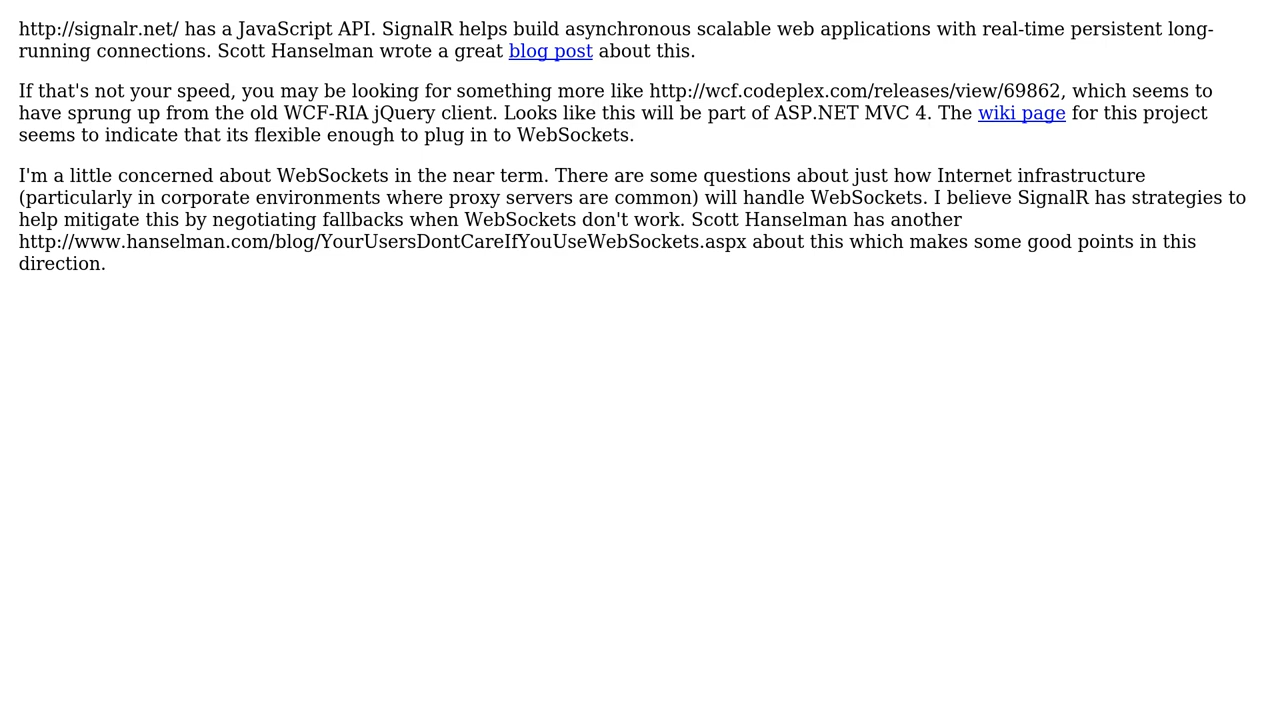 http://signalr.net/ has a JavaScript API. SignalR helps build asynchronous scalable web applications with real-time persistent long-
running connections. Scott Hanselman wrote a great blog post about this.
If that's not your speed, you may be looking for something more like http://wcf.codeplex.com/releases/view/69862, which seems to
have sprung up from the old WCF-RIA jQuery client. Looks like this will be part of ASP.NET MVC 4. The wiki page for this project
seems to indicate that its flexible enough to plug in to WebSockets.
I'm a little concerned about WebSockets in the near term. There are some questions about just how Internet infrastructure
(particularly in corporate environments where proxy servers are common) will handle WebSockets. I believe SignalR has strategies to
help mitigate this by negotiating fallbacks when WebSockets don't work. Scott Hanselman has another
http://www.hanselman.com/blog/YourUsersDontCareIfYouUseWebSockets.aspx about this which makes some good points in this
direction.